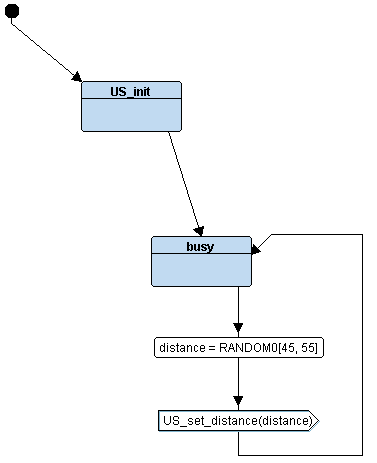 US_init
busy
distance = RANDOM0[45, 55]
US_set_distance(distance)